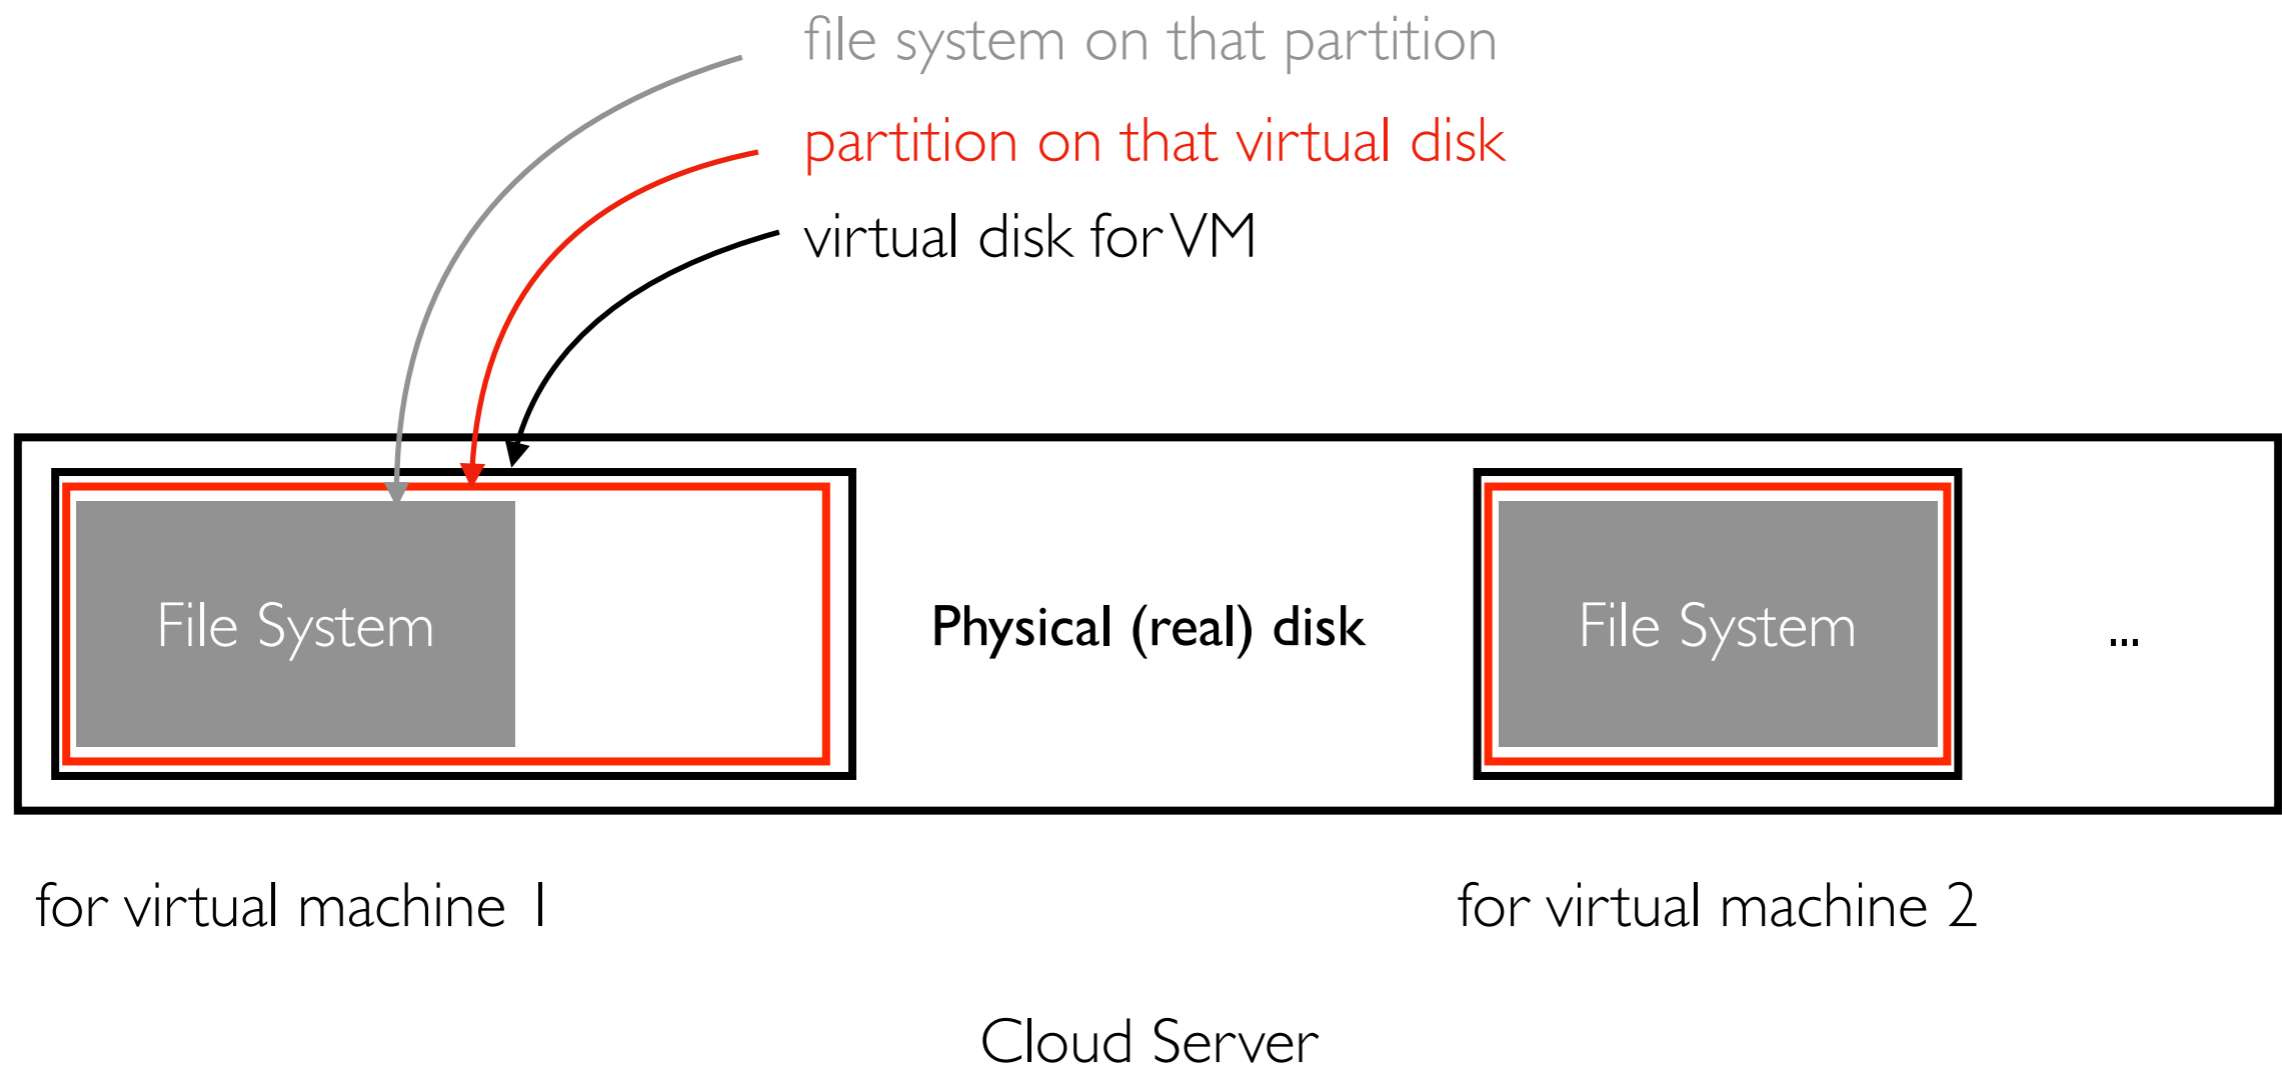 file system on that partition
partition on that virtual disk
virtual disk for VM
File System
Physical (real) disk
File System
...
for virtual machine 1
for virtual machine 2
Cloud Server